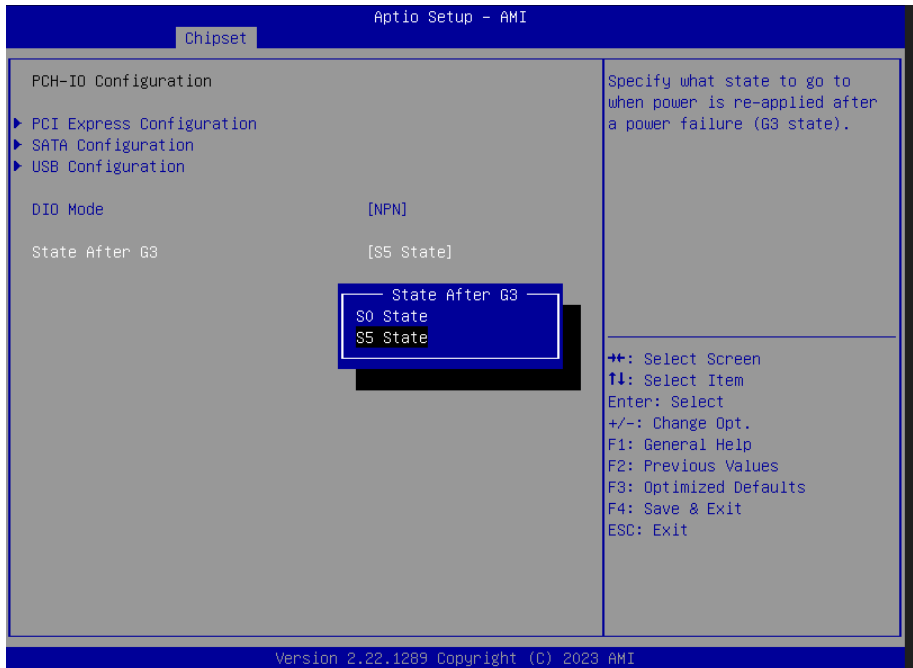 Aptio Setup - AMI
Chipset
PCH-IO Configuration
PCI Express Configuration
SATA Configuration
USB Configuration
DIO Mode [NPN]
State After G3 [S5 State]
State After G3
S0 State
S5 State
Specify what state to go to
when power is re-applied after
a power failure (G3 state).
→←: Select Screen
↑↓: Select Item
Enter: Select
+/-: Change Opt.
F1: General Help
F2: Previous Values
F3: Optimized Defaults
F4: Save & Exit
ESC: Exit
Version 2.22.1289 Copyright (C) 2023 AMI